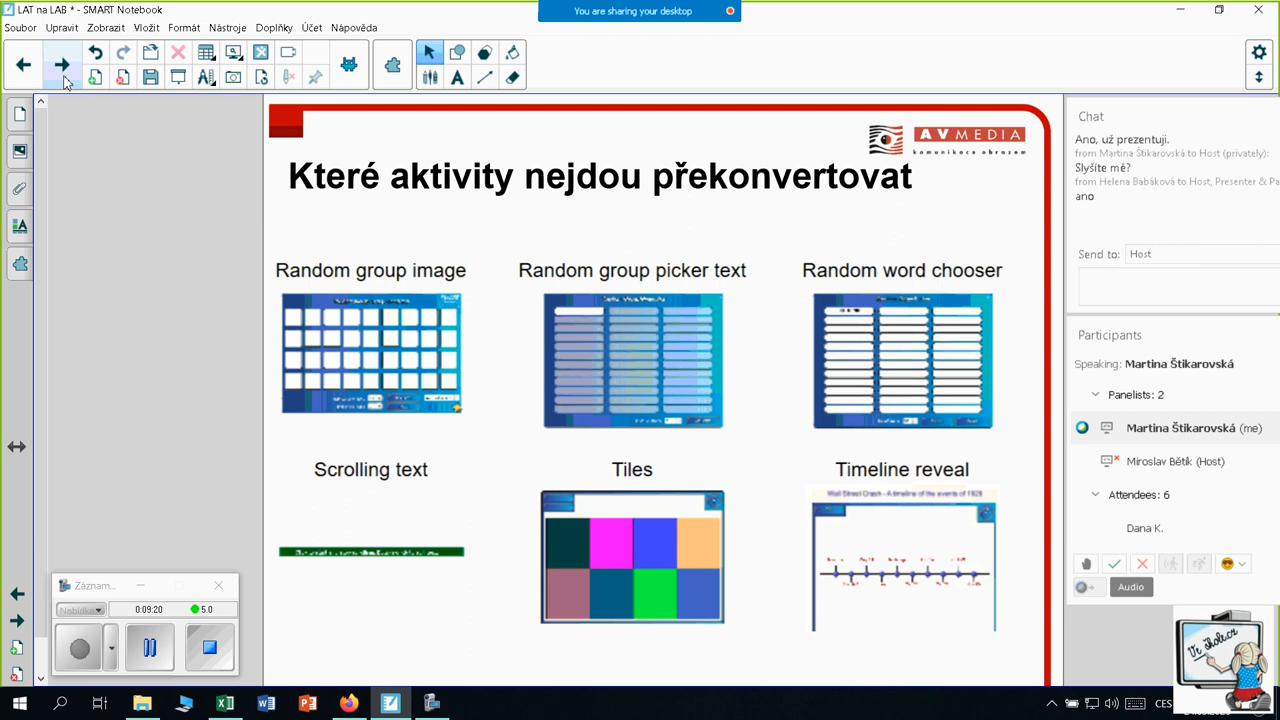 LAT na LAB * - SMART Notebook
You are sharing your desktop
Soubor Upravit Zobrazit Vložit Formát Nástroje Doplňky Účet Nápověda
AV MEDIA
komunikace obrazem
Které aktivity nejdou překonvertovat
Random group image
Random group picker text
Random word chooser
Scrolling text
Tiles
Timeline reveal
Wall Street Crash - A timeline of the events of 1929
Chat
Ano, už prezentuji.
from Martina Štikarovská to Host (privately):
Slyšíte mě?
from Helena Babáková to Host, Presenter & Pa
ano
Send to: Host
Participants
Speaking: Martina Štikarovská
Panelists: 2
Martina Štikarovská (me)
Miroslav Bětík (Host)
Attendees: 6
Dana K.
Audio
Záznam...
Nabídka
0:09:20
5.0
Ve škole.cz
CES